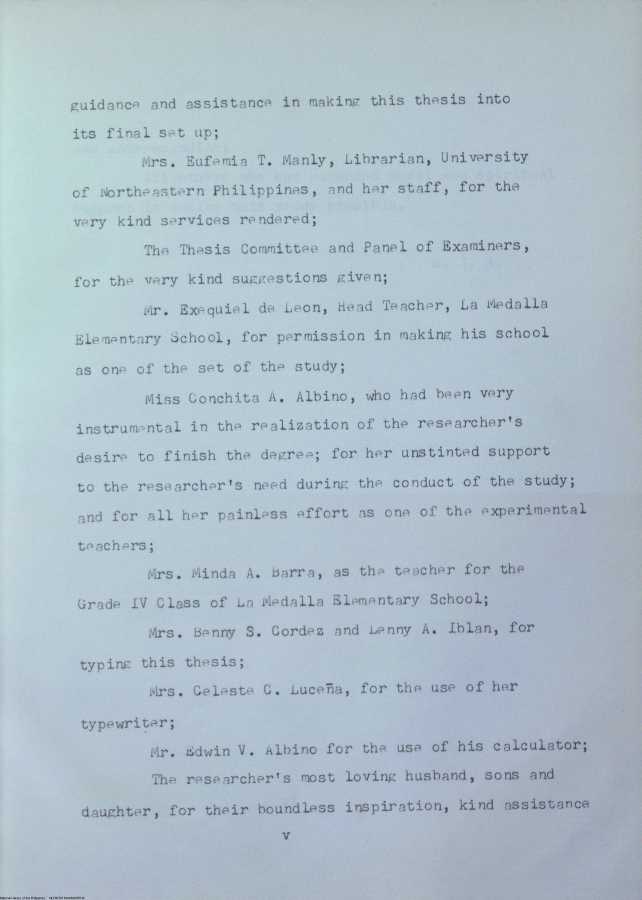 guidance and assistance in making this thesis into
its final set up;
Mrs. Eufemia T. Manly, Librarian, University
of Northeastern Philippines, and her staff, for the
very kind services rendered;
The Thesis Committee and Panel of Examiners,
for the very kind suggestions given;
Mr. Exequiel de Leon, Head Teacher, La Medalla
Elementary School, for permission in making his school
as one of the set of the study;
Miss Conchita A. Albino, who had been very
instrumental in the realization of the researcher's
desire to finish the degree; for her unstinted support
to the researcher's need during the conduct of the study;
and for all her painless effort as one of the experimental
teachers;
Mrs. Minda A. Barra, as the teacher for the
Grade IV Class of La Medalla Elementary School;
Mrs. Benny S. Cordez and Lenny A. Iblan, for
typing this thesis;
Mrs. Celeste C. Luceña, for the use of her
typewriter;
Mr. Edwin V. Albino for the use of his calculator;
The researcher's most loving husband, sons and
daughter, for their boundless inspiration, kind assistance
v